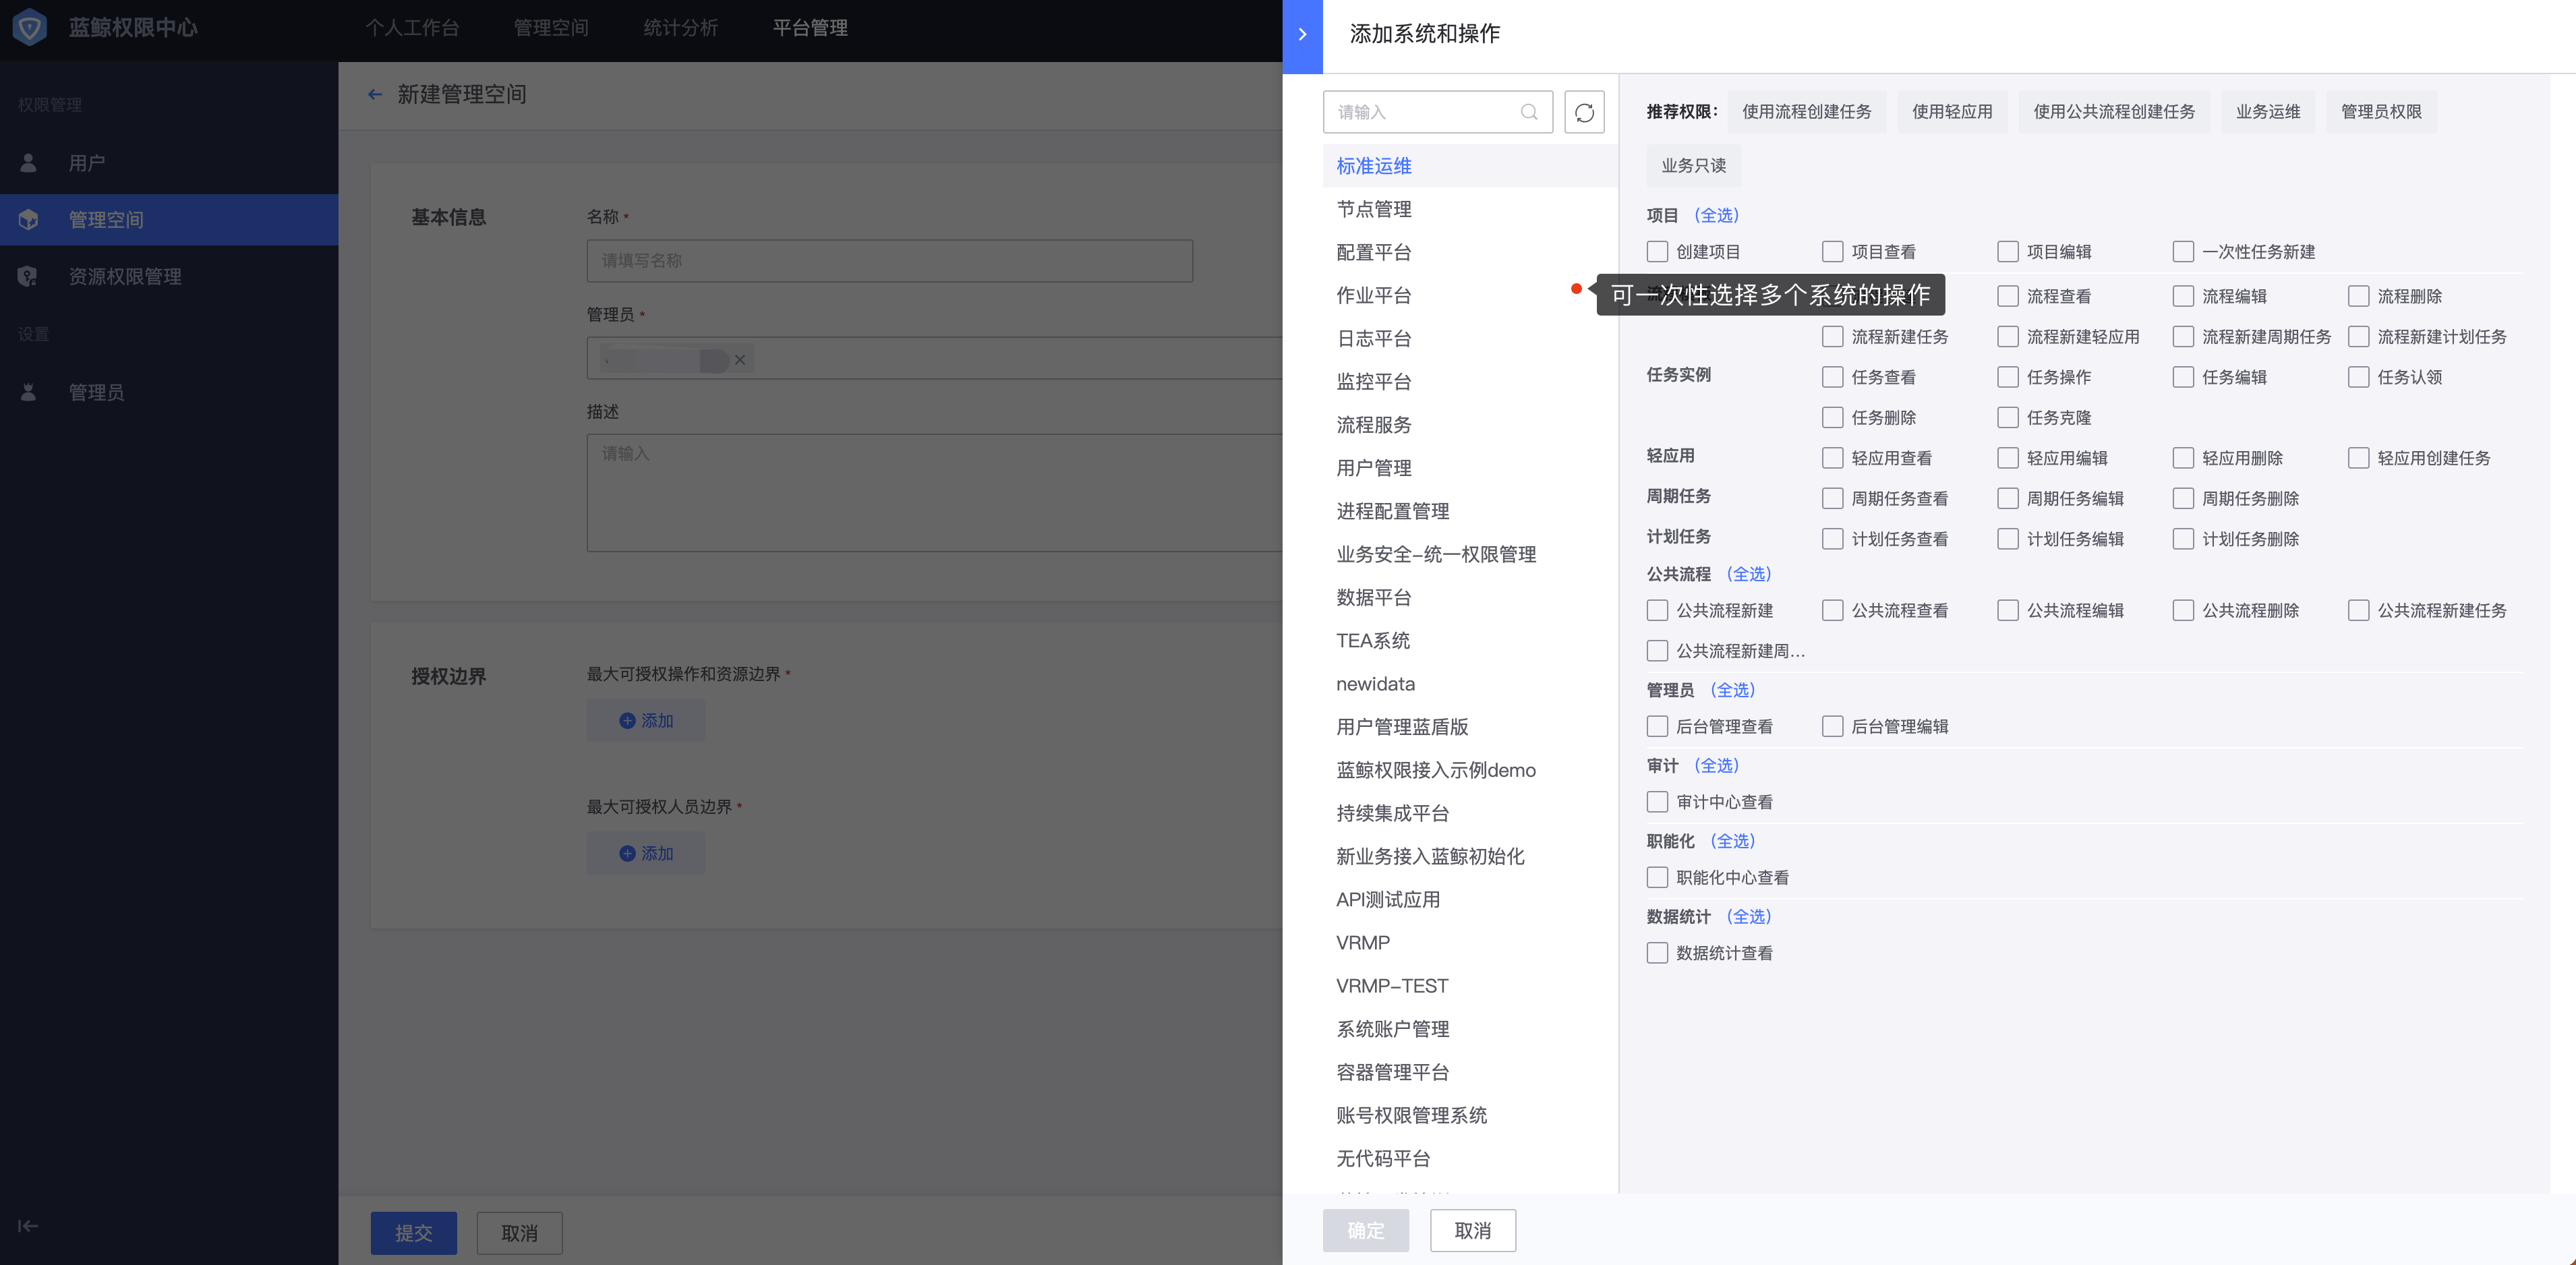 蓝鲸权限中心
个人工作台 管理空间 统计分析 平台管理
权限管理
用户
管理空间
资源权限管理
设置
管理员
新建管理空间
基本信息
名称 *
请填写名称
管理员 *
描述
请输入
授权边界
最大可授权操作和资源边界 *
添加
最大可授权人员边界 *
添加
提交 取消
添加系统和操作
请输入
标准运维
节点管理
配置平台
作业平台
日志平台
监控平台
流程服务
用户管理
进程配置管理
业务安全-统一权限管理
数据平台
TEA系统
newidata
用户管理蓝盾版
蓝鲸权限接入示例demo
持续集成平台
新业务接入蓝鲸初始化
API测试应用
VRMP
VRMP-TEST
系统账户管理
容器管理平台
账号权限管理系统
无代码平台
推荐权限： 使用流程创建任务 使用轻应用 使用公共流程创建任务 业务运维 管理员权限
业务只读
项目 （全选）
创建项目 项目查看 项目编辑 一次性任务新建
可一次性选择多个系统的操作
流程查看 流程编辑 流程删除
流程新建任务 流程新建轻应用 流程新建周期任务 流程新建计划任务
任务实例 任务查看 任务操作 任务编辑 任务认领
任务删除 任务克隆
轻应用 轻应用查看 轻应用编辑 轻应用删除 轻应用创建任务
周期任务 周期任务查看 周期任务编辑 周期任务删除
计划任务 计划任务查看 计划任务编辑 计划任务删除
公共流程 （全选）
公共流程新建 公共流程查看 公共流程编辑 公共流程删除 公共流程新建任务
公共流程新建周...
管理员 （全选）
后台管理查看 后台管理编辑
审计 （全选）
审计中心查看
职能化 （全选）
职能化中心查看
数据统计 （全选）
数据统计查看
确定 取消